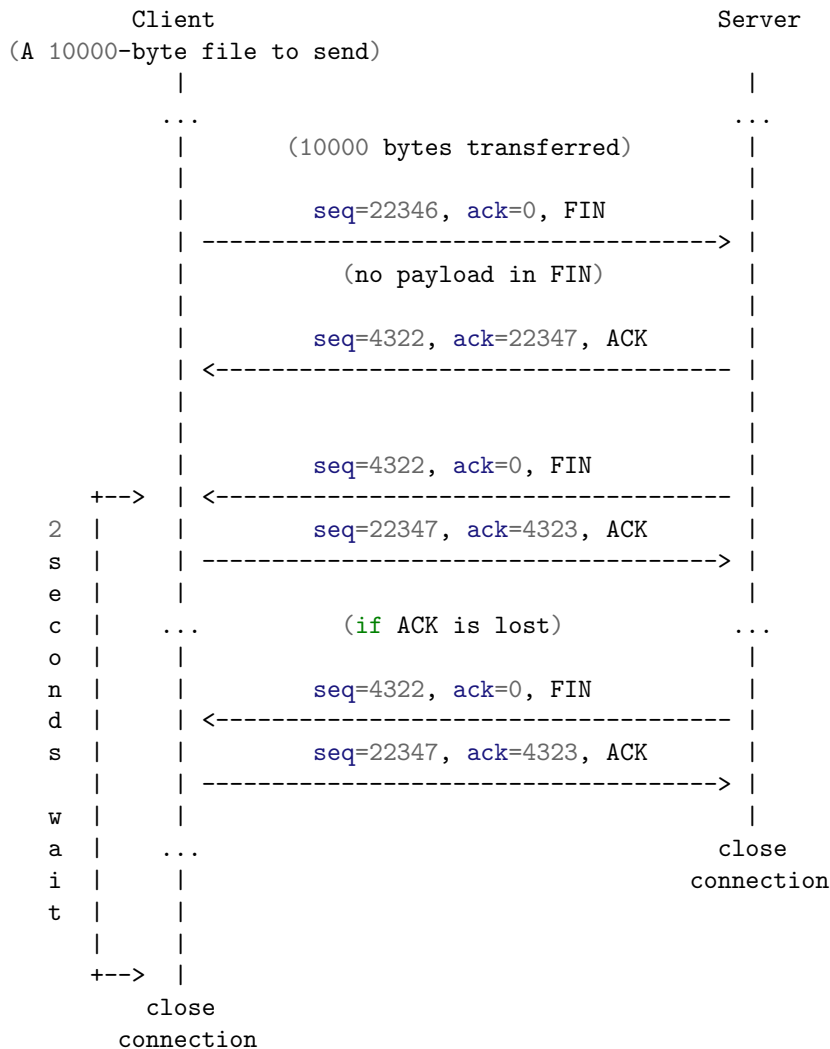 Client Server
(A 10000-byte file to send)
| |
... ...
| (10000 bytes transferred) |
| |
| seq=22346, ack=0, FIN |
| -------------------------------------> |
| (no payload in FIN) |
| |
| seq=4322, ack=22347, ACK |
| <------------------------------------- |
| |
| |
| seq=4322, ack=0, FIN |
+--> | <------------------------------------- |
2 | | seq=22347, ack=4323, ACK |
s | | -------------------------------------> |
e | | |
c | ... (if ACK is lost) ...
o | | |
n | | seq=4322, ack=0, FIN |
d | | <------------------------------------- |
s | | seq=22347, ack=4323, ACK |
| | -------------------------------------> |
w | | |
a | ... close
i | | connection
t | |
| |
+--> |
close
connection